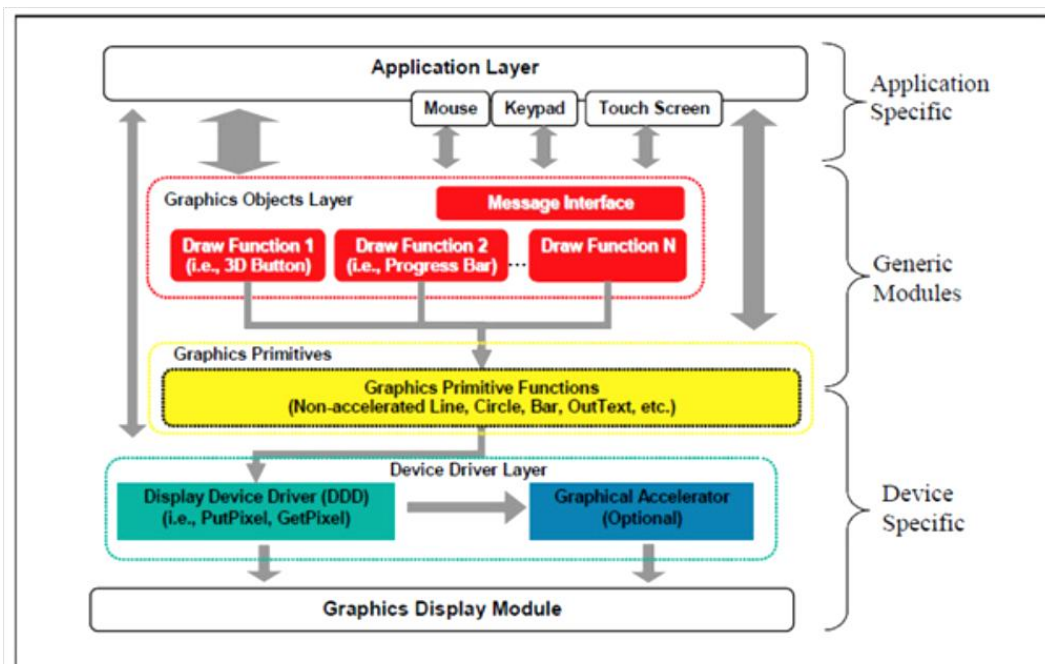 Application Layer
Mouse
Keypad
Touch Screen
Application
Specific
Graphics Objects Layer
Message Interface
Draw Function 1
(i.e., 3D Button)
Draw Function 2
(i.e., Progress Bar)
....
Draw Function N
Generic
Modules
Graphics Primitives
Graphics Primitive Functions
(Non-accelerated Line, Circle, Bar, OutText, etc.)
Device Driver Layer
Display Device Driver (DDD)
(i.e., PutPixel, GetPixel)
Graphical Accelerator
(Optional)
Device
Specific
Graphics Display Module